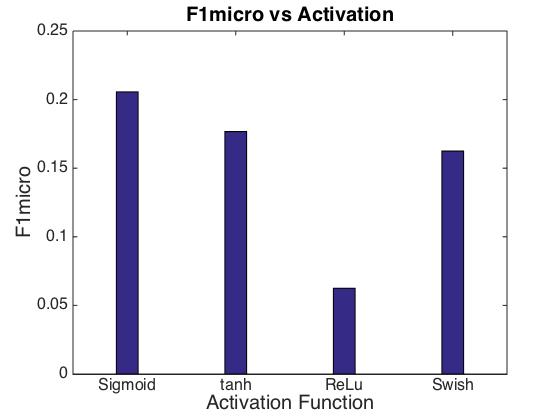 F1micro vs Activation
0.25
0.2
0.15
0.1
0.05
0
F1micro
Sigmoid tanh ReLu Swish
Activation Function